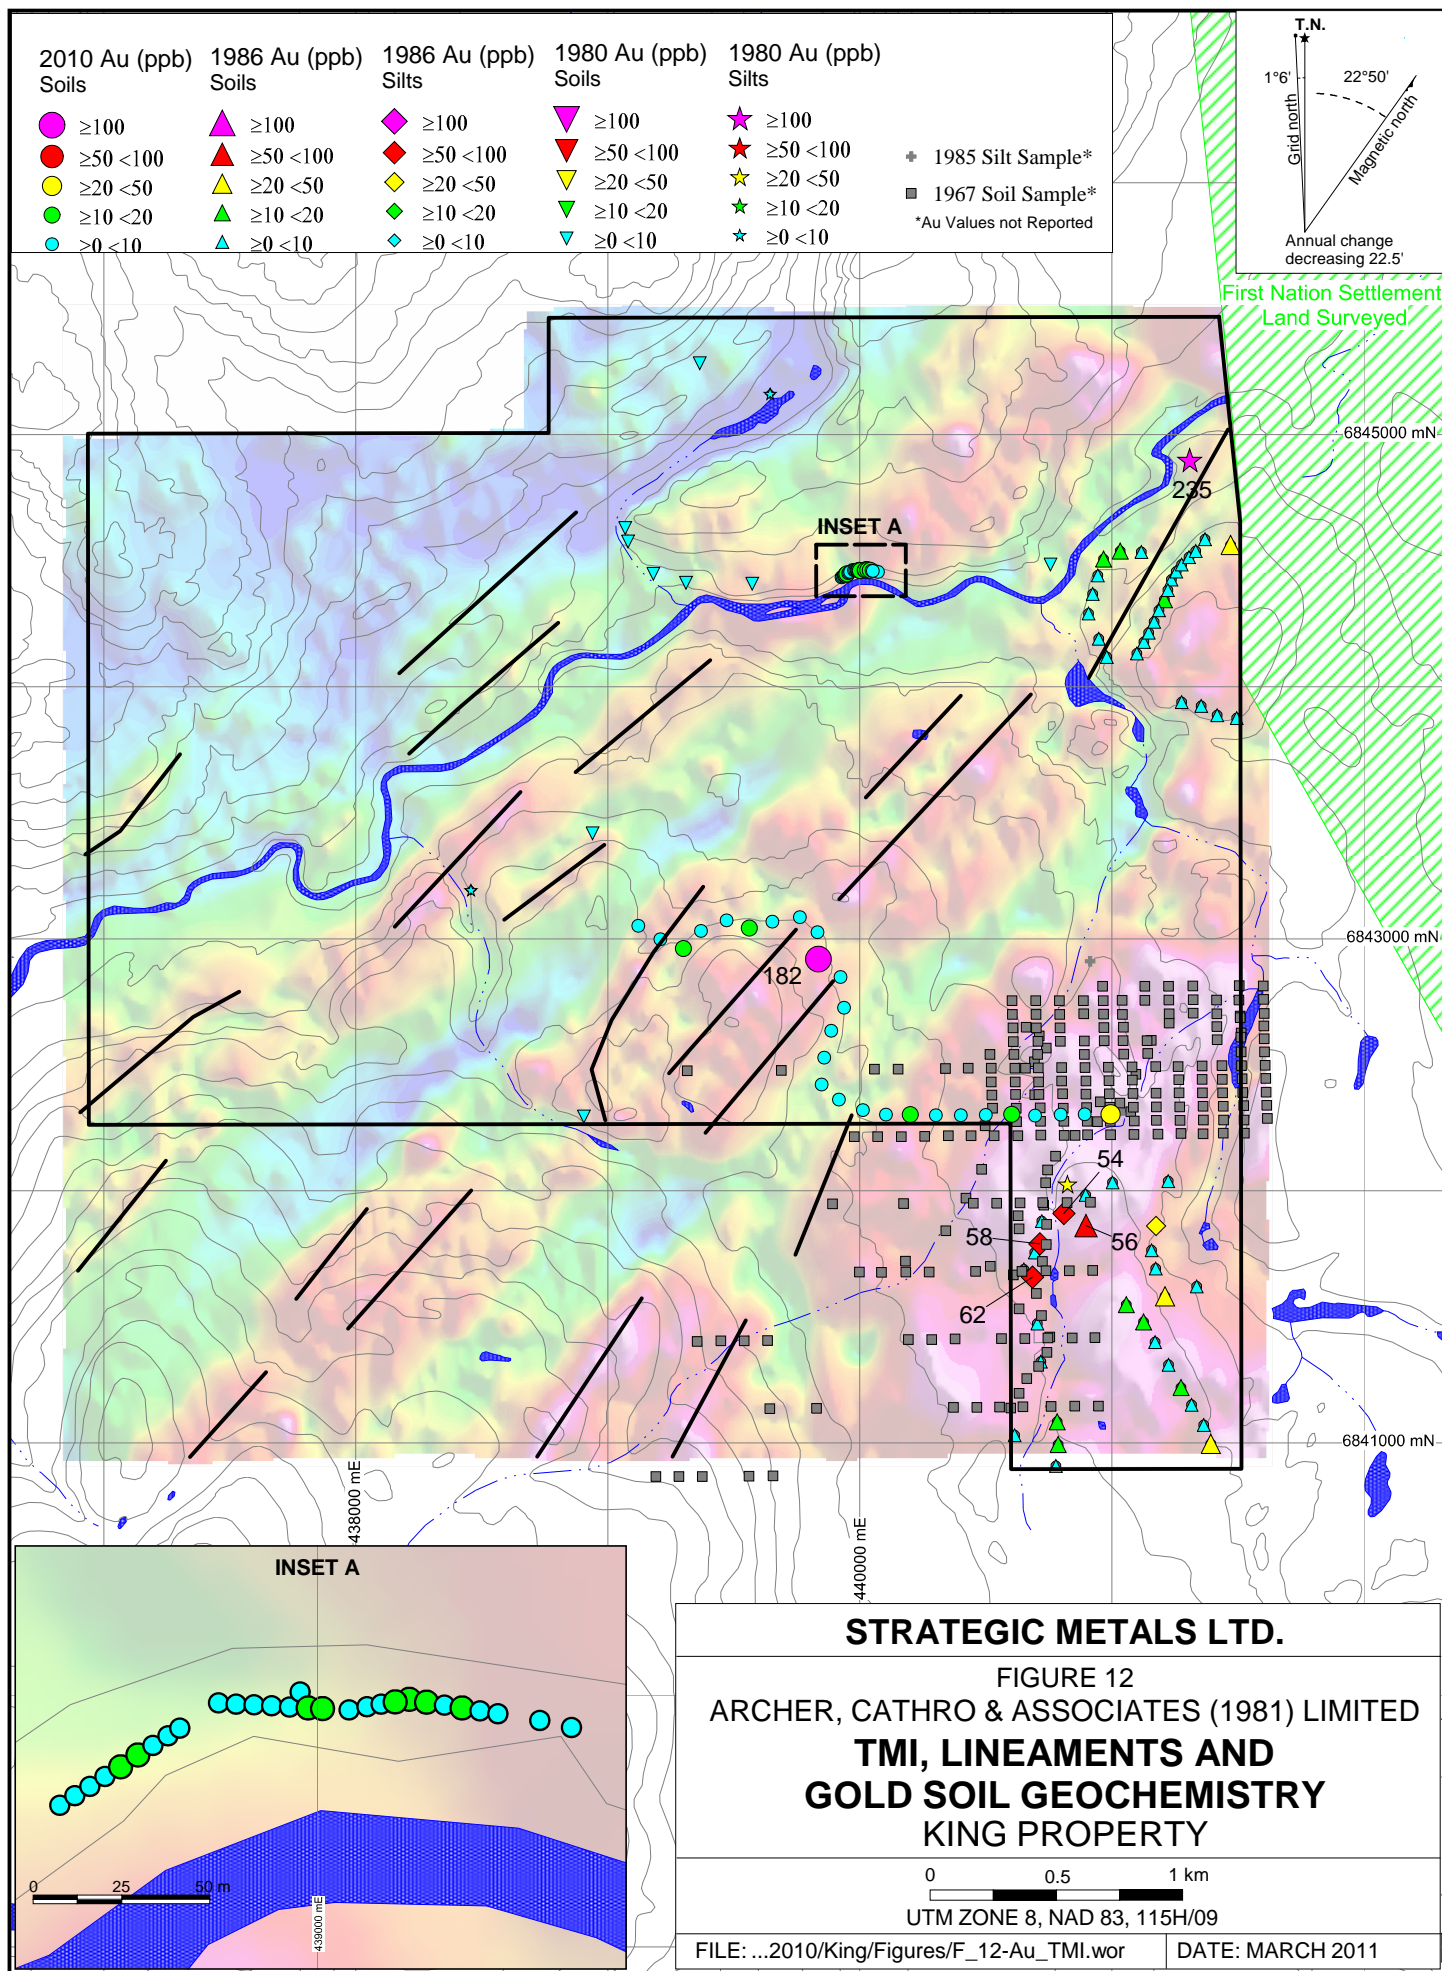 2010 Au (ppb)
Soils
≥100
≥50 <100
≥20 <50
≥10 <20
≥0 <10
1986 Au (ppb)
Soils
≥100
≥50 <100
≥20 <50
≥10 <20
≥0 <10
1986 Au (ppb)
Silts
≥100
≥50 <100
≥20 <50
≥10 <20
≥0 <10
1980 Au (ppb)
Soils
≥100
≥50 <100
≥20 <50
≥10 <20
≥0 <10
1980 Au (ppb)
Silts
≥100
≥50 <100
≥20 <50
≥10 <20
≥0 <10
1985 Silt Sample*
1967 Soil Sample*
*Au Values not Reported
T.N.
1°6'
22°50'
Grid north
Magnetic north
Annual change
decreasing 22.5'
First Nation Settlement
Land Surveyed
6845000 mN
235
INSET A
6843000 mN
182
54
58
56
62
6841000 mN
438000 mE
440000 mE
INSET A
0 25 50 m
439000 mE
STRATEGIC METALS LTD.
FIGURE 12
ARCHER, CATHRO & ASSOCIATES (1981) LIMITED
TMI, LINEAMENTS AND
GOLD SOIL GEOCHEMISTRY
KING PROPERTY
0 0.5 1 km
UTM ZONE 8, NAD 83, 115H/09
FILE: ...2010/King/Figures/F_12-Au_TMI.wor
DATE: MARCH 2011